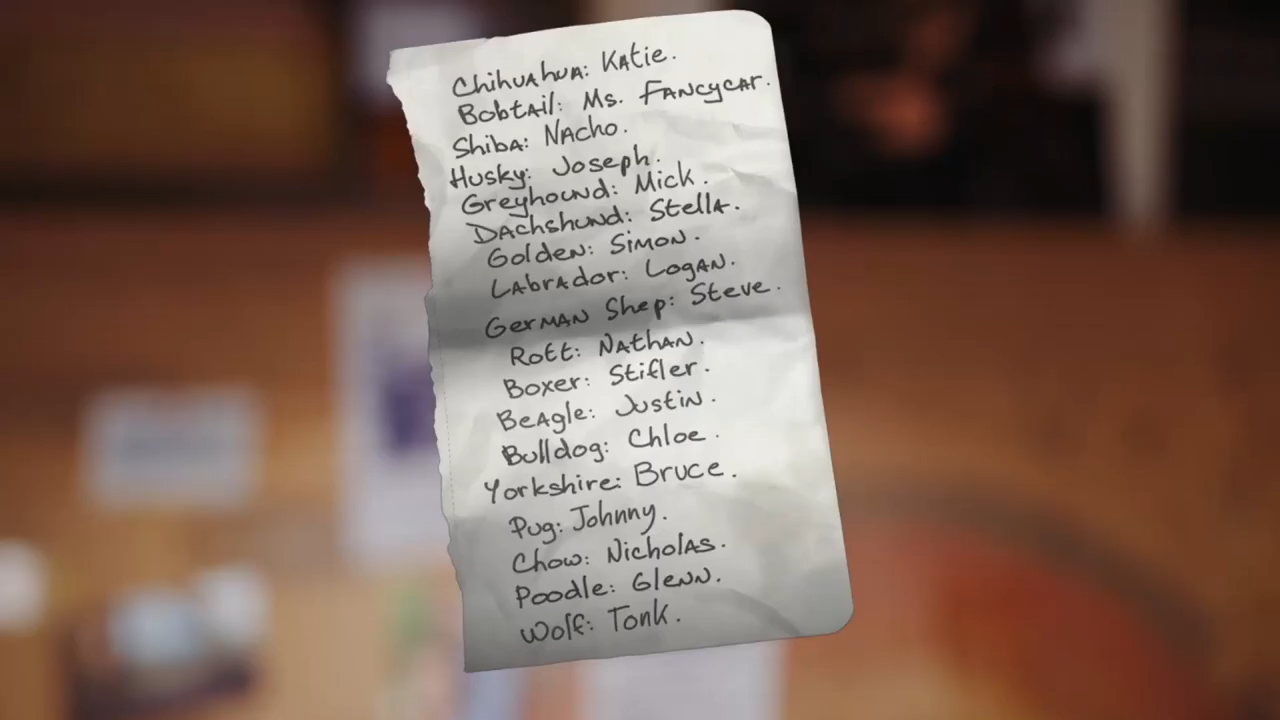 Chihuahua: Katie.
Bobtail: Ms. Fancycar.
Shiba: Nacho.
Husky: Joseph.
Greyhound: Mick.
Dachshund: Stella.
Golden: Simon.
Labrador: Logan.
German Shep: Steve.
Rott: Nathan.
Boxer: Stifler.
Beagle: Justin.
Bulldog: Chloe.
Yorkshire: Bruce.
Pug: Johnny.
Chow: Nicholas.
Poodle: Glenn.
Wolf: Tonk.